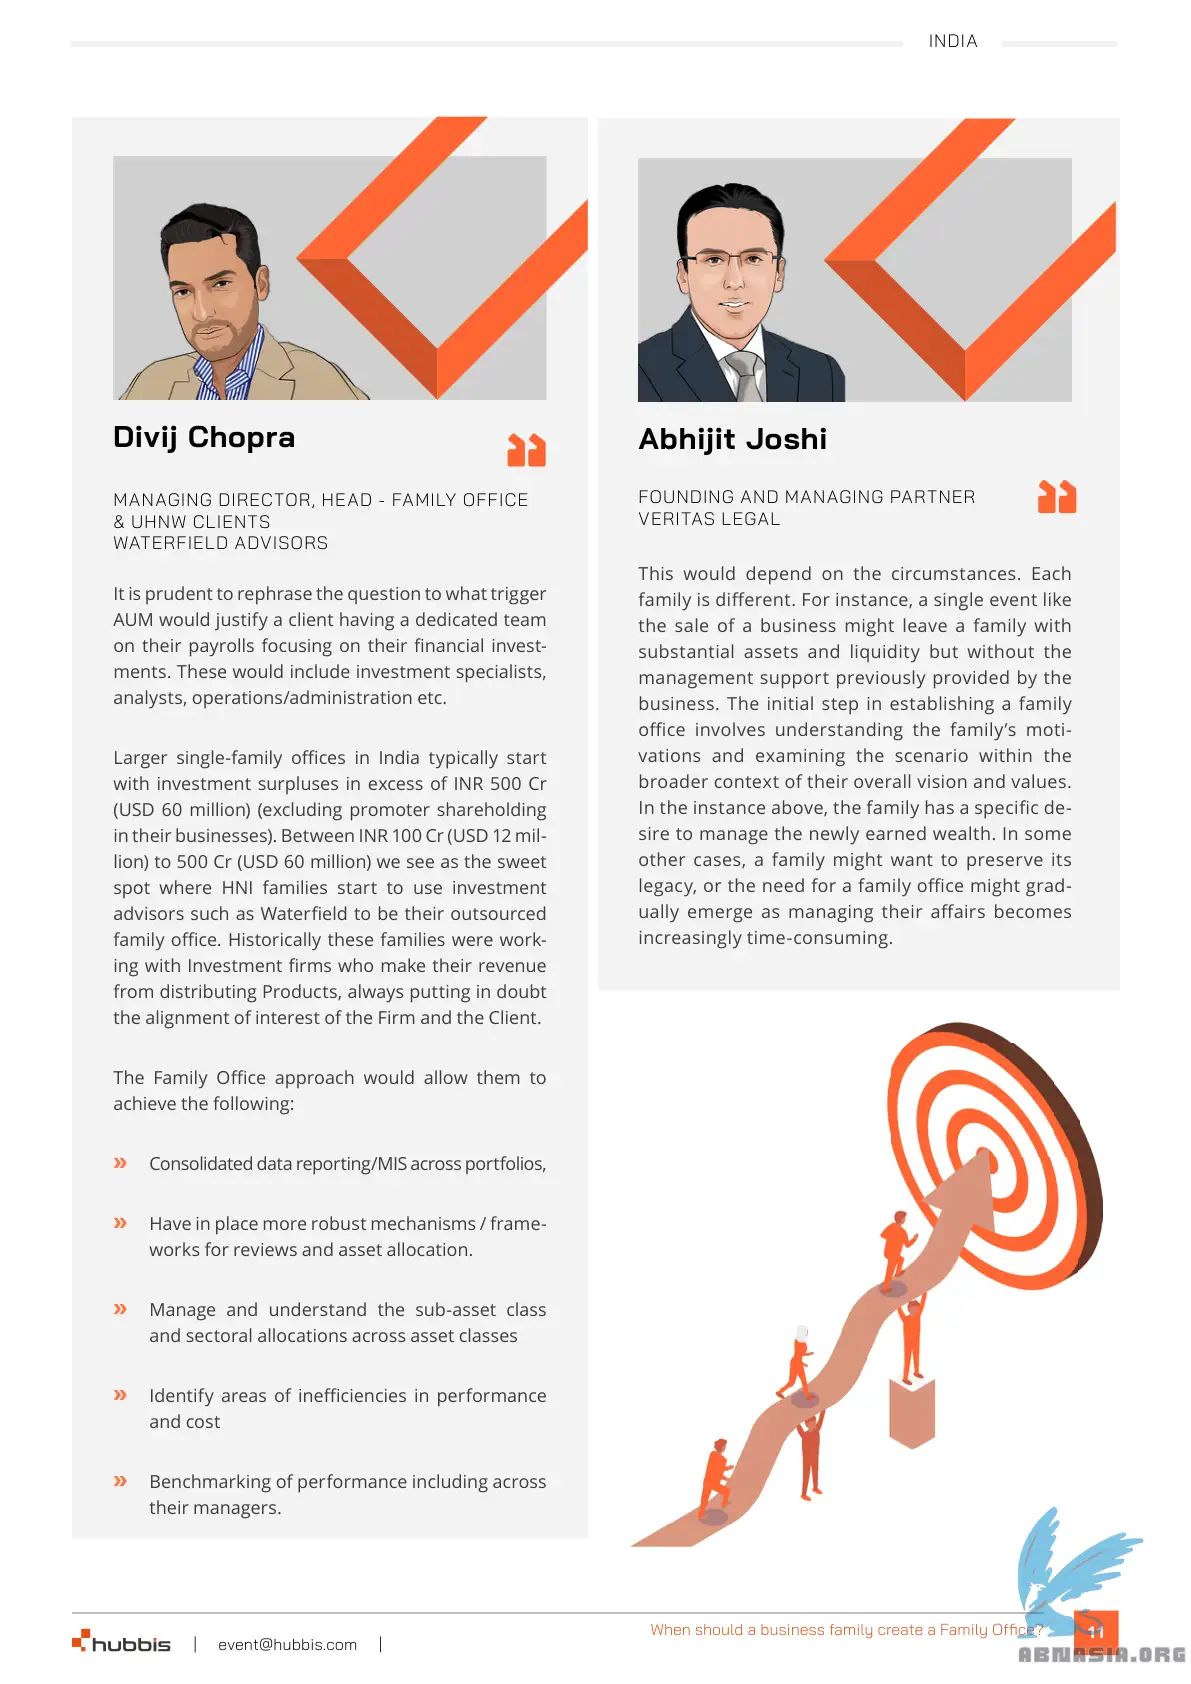 INDIA
Divij Chopra
MANAGING DIRECTOR, HEAD - FAMILY OFFICE
& UHNW CLIENTS
WATERFIELD ADVISORS
It is prudent to rephrase the question to what trigger
AUM would justify a client having a dedicated team
on their payrolls focusing on their financial invest-
ments. These would include investment specialists,
analysts, operations/administration etc.
Larger single-family offices in India typically start
with investment surpluses in excess of INR 500 Cr
(USD 60 million) (excluding promoter shareholding
in their businesses). Between INR 100 Cr (USD 12 mil-
lion) to 500 Cr (USD 60 million) we see as the sweet
spot where HNI families start to use investment
advisors such as Waterfield to be their outsourced
family office. Historically these families were work-
ing with Investment firms who make their revenue
from distributing Products, always putting in doubt
the alignment of interest of the Firm and the Client.
The Family Office approach would allow them to
achieve the following:
» Consolidated data reporting/MIS across portfolios,
» Have in place more robust mechanisms / frame-
works for reviews and asset allocation.
» Manage and understand the sub-asset class
and sectoral allocations across asset classes
» Identify areas of inefficiencies in performance
and cost
» Benchmarking of performance including across
their managers.
Abhijit Joshi
FOUNDING AND MANAGING PARTNER
VERITAS LEGAL
This would depend on the circumstances. Each
family is different. For instance, a single event like
the sale of a business might leave a family with
substantial assets and liquidity but without the
management support previously provided by the
business. The initial step in establishing a family
office involves understanding the family’s moti-
vations and examining the scenario within the
broader context of their overall vision and values.
In the instance above, the family has a specific de-
sire to manage the newly earned wealth. In some
other cases, a family might want to preserve its
legacy, or the need for a family office might grad-
ually emerge as managing their affairs becomes
increasingly time-consuming.
hubbis | event@hubbis.com |
When should a business family create a Family Office?
11
ABNASIA.ORG